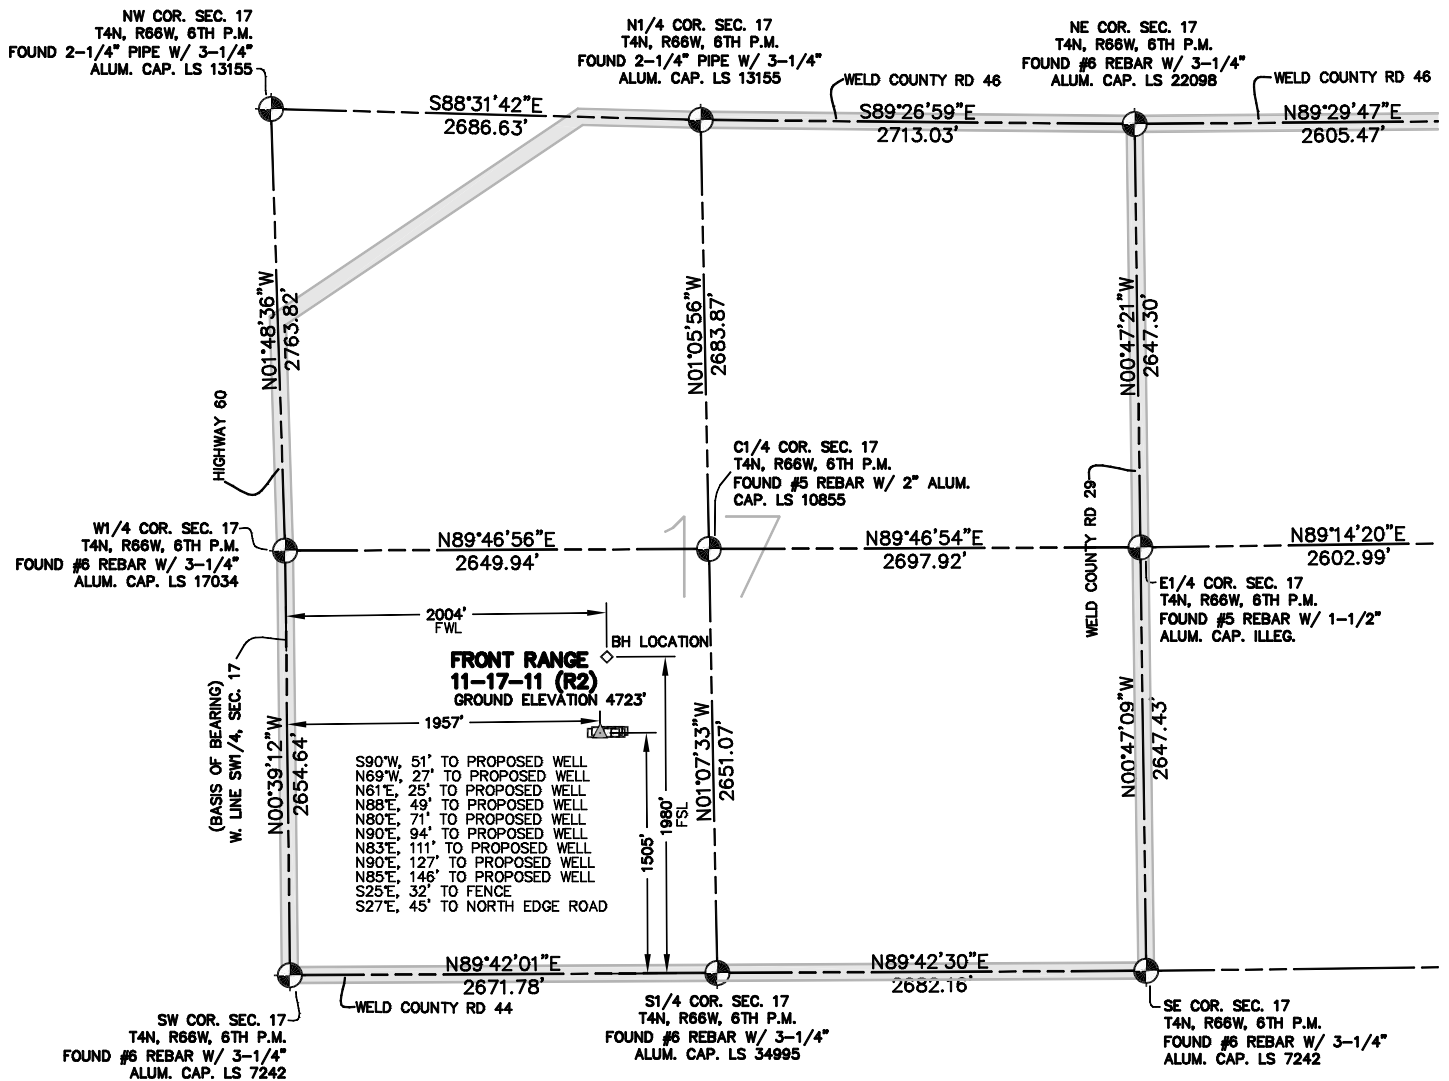 NW COR. SEC. 17
T4N, R66W, 6TH P.M.
FOUND 2-1/4" PIPE W/ 3-1/4"
ALUM. CAP. LS 13155
N1/4 COR. SEC. 17
T4N, R66W, 6TH P.M.
FOUND 2-1/4" PIPE W/ 3-1/4"
ALUM. CAP. LS 13155
NE COR. SEC. 17
T4N, R66W, 6TH P.M.
FOUND #6 REBAR W/ 3-1/4"
ALUM. CAP. LS 22098
WELD COUNTY RD 46
WELD COUNTY RD 46
S88°31'42"E
2686.63'
S89°26'59"E
2713.03'
N89°29'47"E
2605.47'
N01°48'36"W
2763.82'
N01°05'56"W
2683.87'
N00°47'21"W
2647.30'
HIGHWAY 60
C1/4 COR. SEC. 17
T4N, R66W, 6TH P.M.
FOUND #5 REBAR W/ 2" ALUM.
CAP. LS 10855
17
WELD COUNTY RD 29
W1/4 COR. SEC. 17
T4N, R66W, 6TH P.M.
FOUND #6 REBAR W/ 3-1/4"
ALUM. CAP. LS 17034
N89°46'56"E
2649.94'
N89°46'54"E
2697.92'
N89°14'20"E
2602.99'
E1/4 COR. SEC. 17
T4N, R66W, 6TH P.M.
FOUND #5 REBAR W/ 1-1/2"
ALUM. CAP. ILLEG.
2004'
FWL
BH LOCATION
FRONT RANGE
11-17-11 (R2)
GROUND ELEVATION 4723'
1957'
(BASIS OF BEARING)
W. LINE SW1/4, SEC. 17
N00°39'12"W
2654.64'
S90°W, 51' TO PROPOSED WELL
N69°W, 27' TO PROPOSED WELL
N61°E, 25' TO PROPOSED WELL
N88°E, 49' TO PROPOSED WELL
N80°E, 71' TO PROPOSED WELL
N90°E, 94' TO PROPOSED WELL
N83°E, 111' TO PROPOSED WELL
N90°E, 127' TO PROPOSED WELL
N85°E, 146' TO PROPOSED WELL
S25°E, 32' TO FENCE
S27°E, 45' TO NORTH EDGE ROAD
1505'
1980'
FSL
N01°07'33"W
2651.07'
N00°47'09"W
2647.43'
N89°42'01"E
2671.78'
N89°42'30"E
2682.16'
WELD COUNTY RD 44
SW COR. SEC. 17
T4N, R66W, 6TH P.M.
FOUND #6 REBAR W/ 3-1/4"
ALUM. CAP. LS 7242
S1/4 COR. SEC. 17
T4N, R66W, 6TH P.M.
FOUND #6 REBAR W/ 3-1/4"
ALUM. CAP. LS 34995
SE COR. SEC. 17
T4N, R66W, 6TH P.M.
FOUND #6 REBAR W/ 3-1/4"
ALUM. CAP. LS 7242